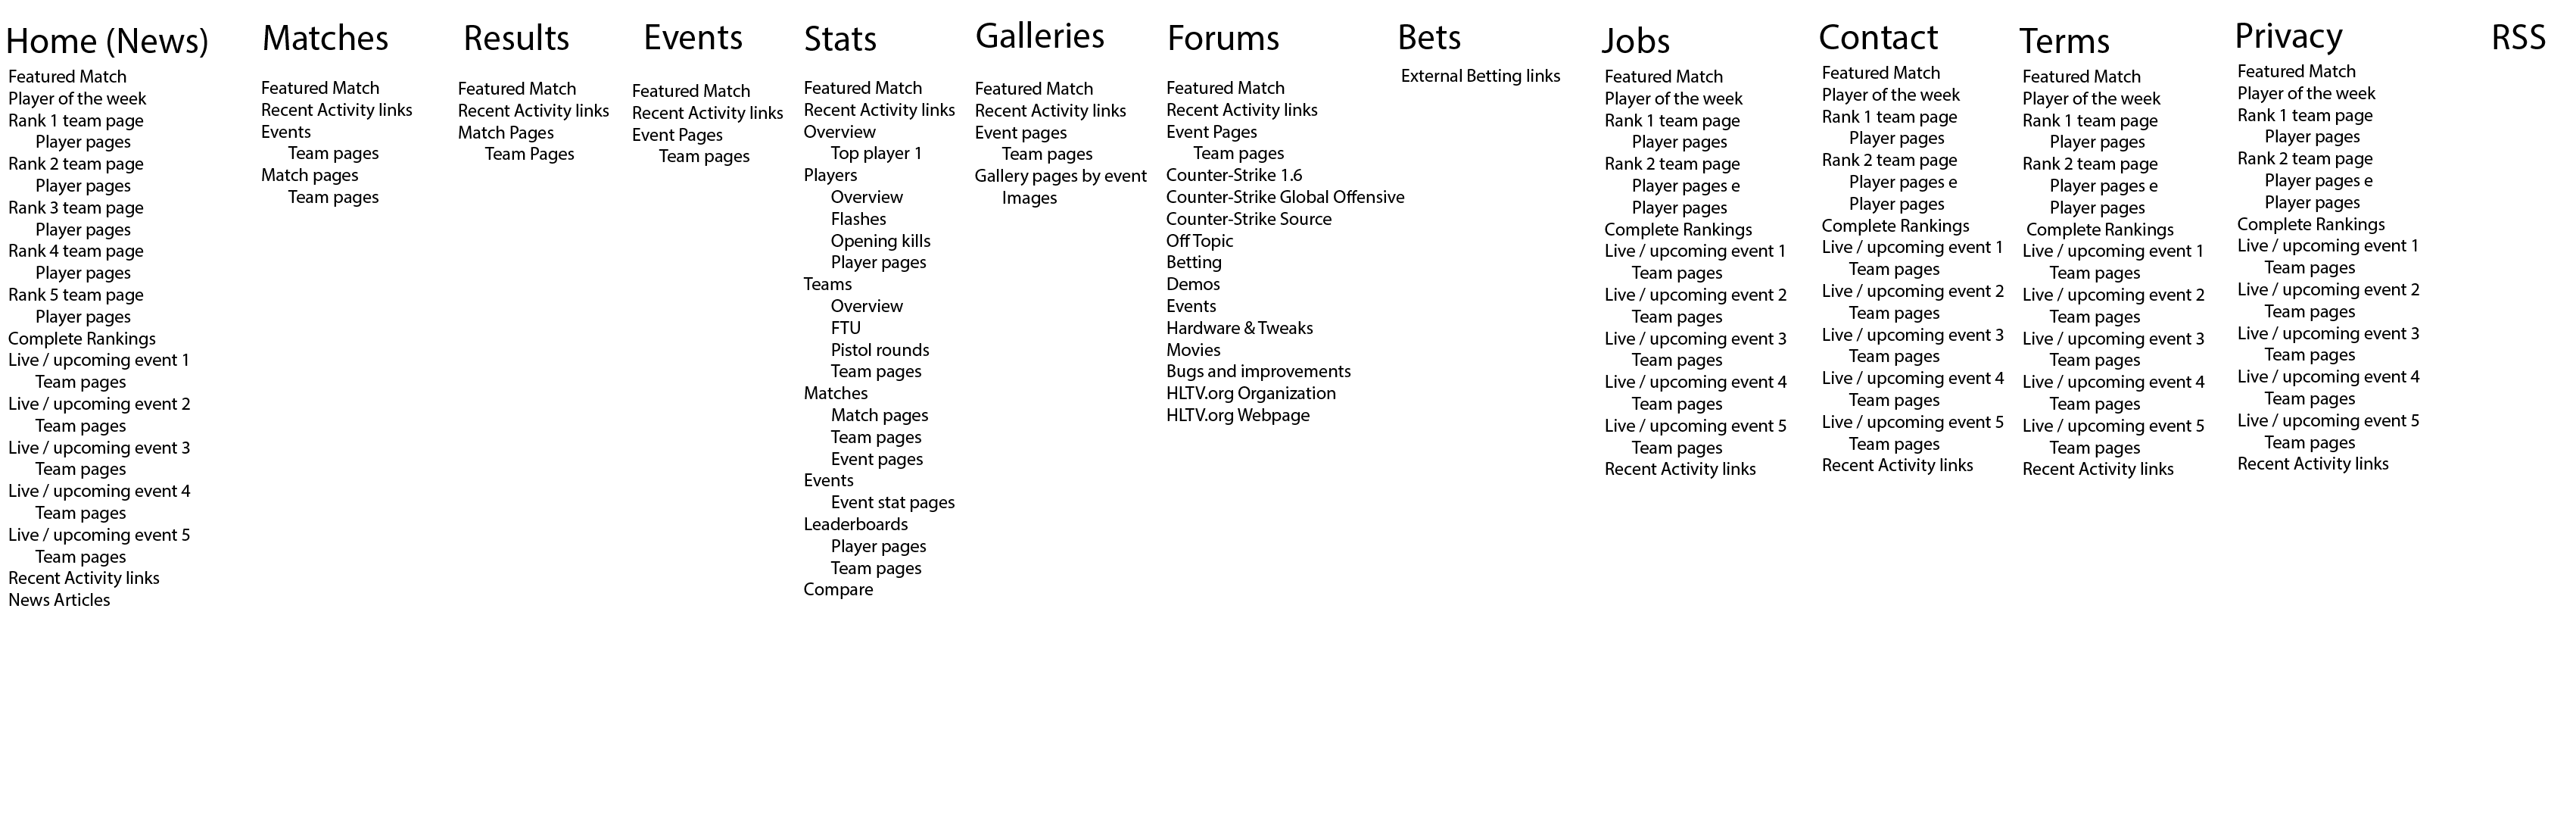 Home (News)
Featured Match
Player of the week
Rank 1 team page
Player pages
Rank 2 team page
Player pages
Rank 3 team page
Player pages
Rank 4 team page
Player pages
Rank 5 team page
Player pages
Complete Rankings
Live / upcoming event 1
Team pages
Live / upcoming event 2
Team pages
Live / upcoming event 3
Team pages
Live / upcoming event 4
Team pages
Live / upcoming event 5
Team pages
Recent Activity links
News Articles
Matches
Featured Match
Recent Activity links
Events
Team pages
Match pages
Team pages
Results
Featured Match
Recent Activity links
Match Pages
Team Pages
Events
Featured Match
Recent Activity links
Event Pages
Team pages
Stats
Featured Match
Recent Activity links
Overview
Top player 1
Players
Overview
Flashes
Opening kills
Player pages
Teams
Overview
FTU
Pistol rounds
Team pages
Matches
Match pages
Team pages
Event pages
Events
Event stat pages
Leaderboards
Player pages
Team pages
Compare
Galleries
Featured Match
Recent Activity links
Event pages
Team pages
Gallery pages by event
Images
Forums
Featured Match
Recent Activity links
Event Pages
Team pages
Counter-Strike 1.6
Counter-Strike Global Offensive
Counter-Strike Source
Off Topic
Betting
Demos
Events
Hardware & Tweaks
Movies
Bugs and improvements
HLTV.org Organization
HLTV.org Webpage
Bets
External Betting links
Jobs
Featured Match
Player of the week
Rank 1 team page
Player pages
Rank 2 team page
Player pages e
Player pages
Complete Rankings
Live / upcoming event 1
Team pages
Live / upcoming event 2
Team pages
Live / upcoming event 3
Team pages
Live / upcoming event 4
Team pages
Live / upcoming event 5
Team pages
Recent Activity links
Contact
Featured Match
Player of the week
Rank 1 team page
Player pages
Rank 2 team page
Player pages e
Player pages
Complete Rankings
Live / upcoming event 1
Team pages
Live / upcoming event 2
Team pages
Live / upcoming event 3
Team pages
Live / upcoming event 4
Team pages
Live / upcoming event 5
Team pages
Recent Activity links
Terms
Featured Match
Player of the week
Rank 1 team page
Player pages
Rank 2 team page
Player pages e
Player pages
Complete Rankings
Live / upcoming event 1
Team pages
Live / upcoming event 2
Team pages
Live / upcoming event 3
Team pages
Live / upcoming event 4
Team pages
Live / upcoming event 5
Team pages
Recent Activity links
Privacy
Featured Match
Player of the week
Rank 1 team page
Player pages
Rank 2 team page
Player pages e
Player pages
Complete Rankings
Live / upcoming event 1
Team pages
Live / upcoming event 2
Team pages
Live / upcoming event 3
Team pages
Live / upcoming event 4
Team pages
Live / upcoming event 5
Team pages
Recent Activity links
RSS